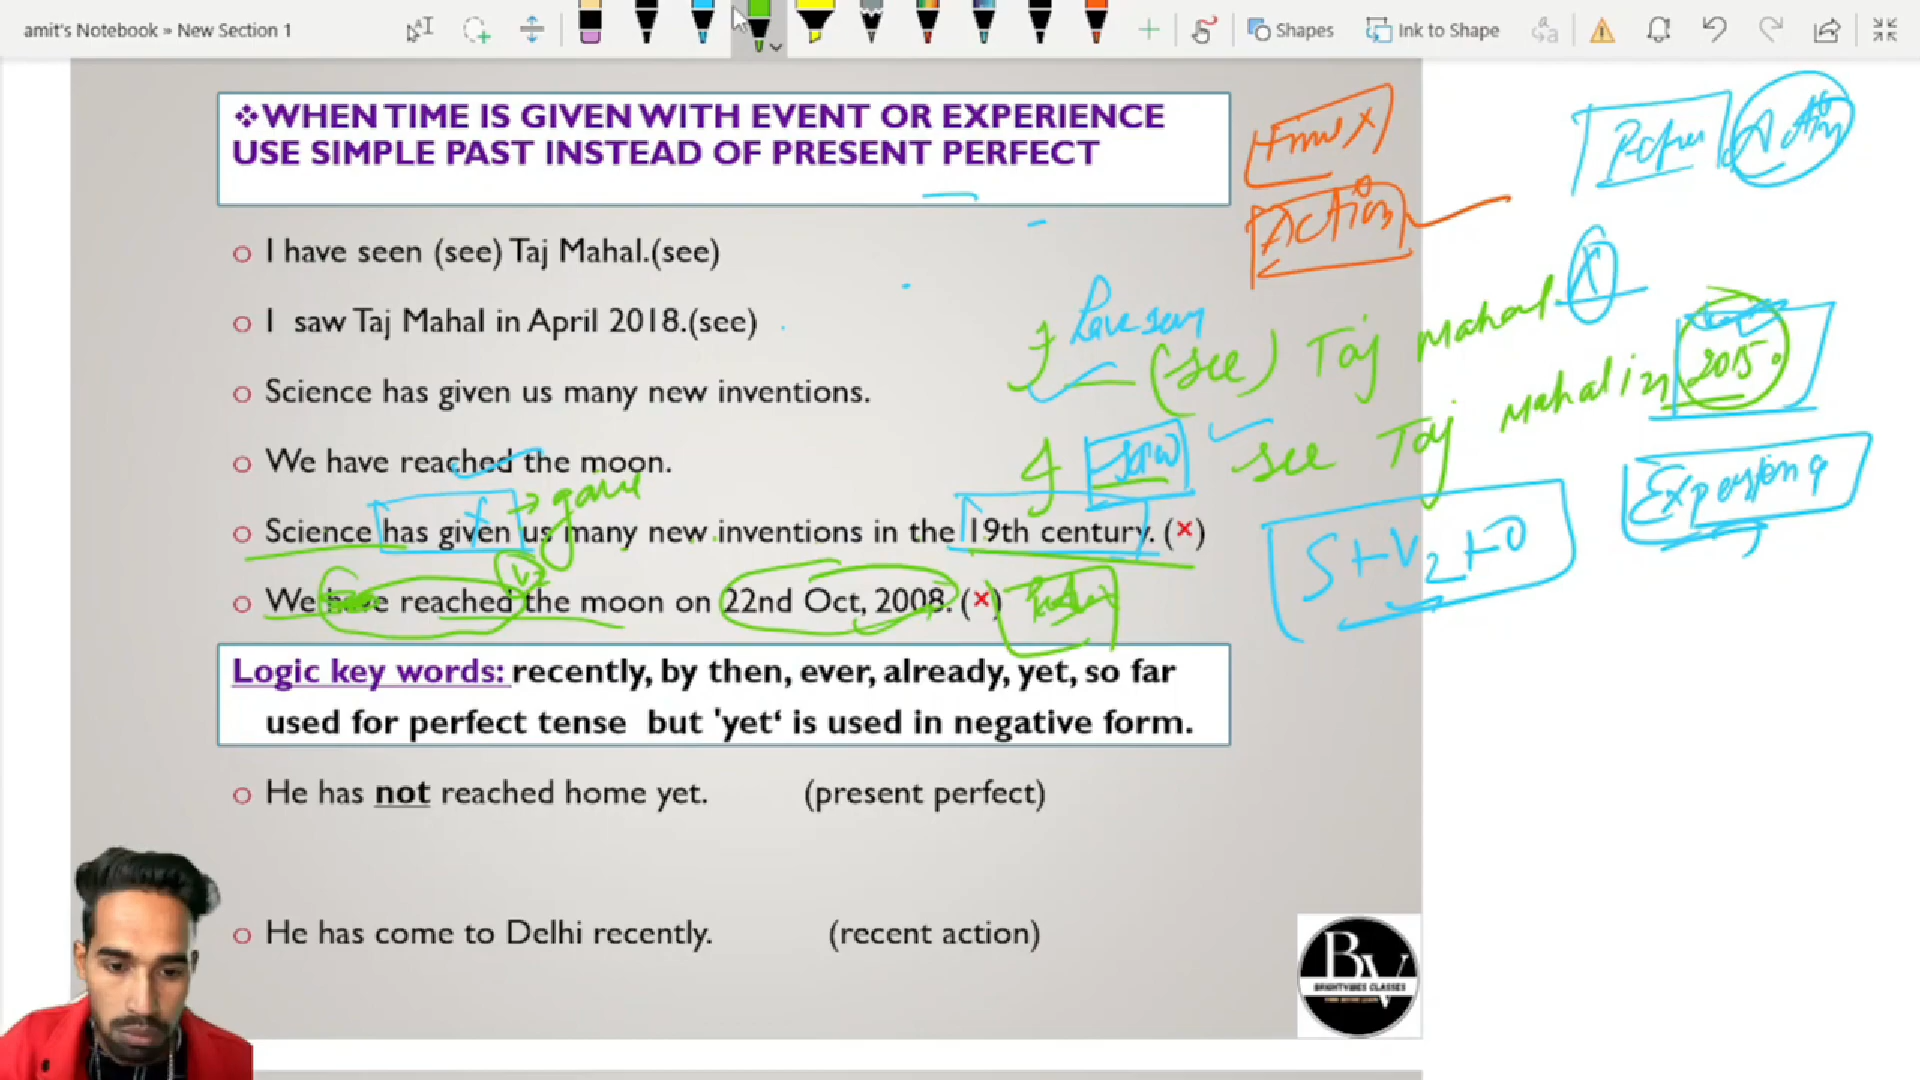 amit's Notebook » New Section 1
Shapes
Ink to Shape
❖WHEN TIME IS GIVEN WITH EVENT OR EXPERIENCE
USE SIMPLE PAST INSTEAD OF PRESENT PERFECT
Time X
Action
Action
I have seen (see) Taj Mahal.(see)
I saw Taj Mahal in April 2018.(see)
Science has given us many new inventions.
We have reached the moon.
Science has given us many new inventions in the 19th century. (×)
We have reached the moon on 22nd Oct, 2008. (×)
have seen
I (see) Taj Mahal. X
I saw see Taj Mahal in 2015.
gave
V2
S+V2+O
Logic key words: recently, by then, ever, already, yet, so far
used for perfect tense but 'yet‘ is used in negative form.
He has not reached home yet. (present perfect)
He has come to Delhi recently. (recent action)
BV
BRIGHTVIBES CLASSES